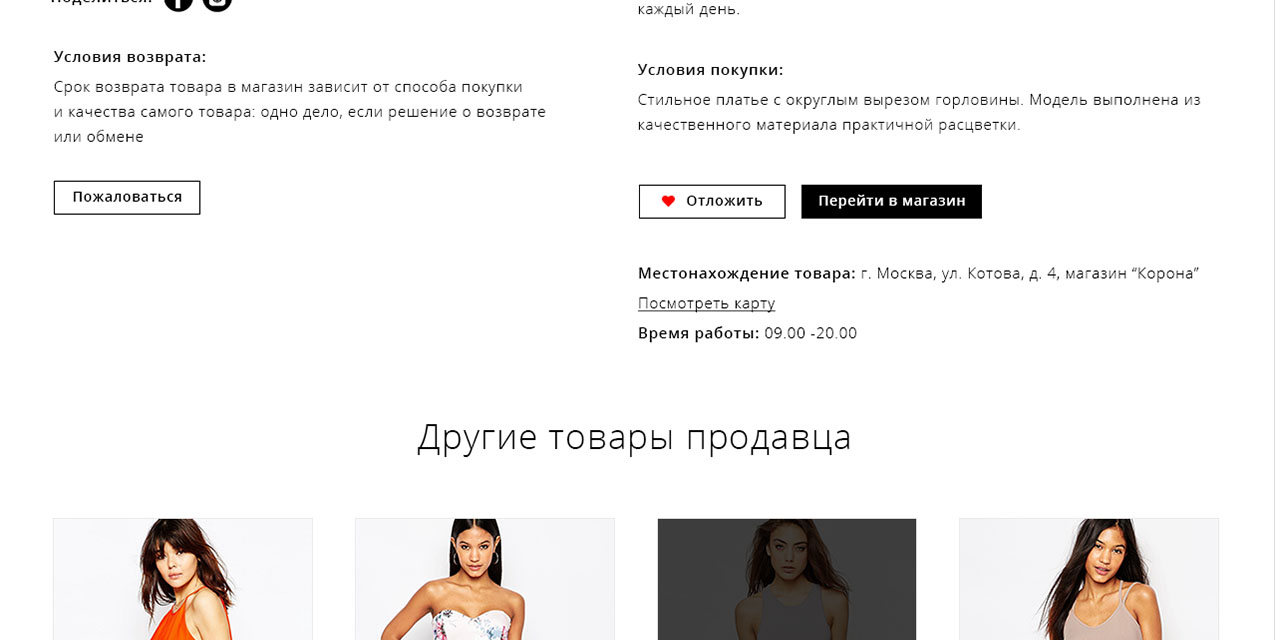 Поделиться:
каждый день.
Условия возврата:
Срок возврата товара в магазин зависит от способа покупки
и качества самого товара: одно дело, если решение о возврате
или обмене
Пожаловаться
Условия покупки:
Стильное платье с округлым вырезом горловины. Модель выполнена из
качественного материала практичной расцветки.
Отложить
Перейти в магазин
Местонахождение товара: г. Москва, ул. Котова, д. 4, магазин “Корона”
Посмотреть карту
Время работы: 09.00 -20.00
Другие товары продавца